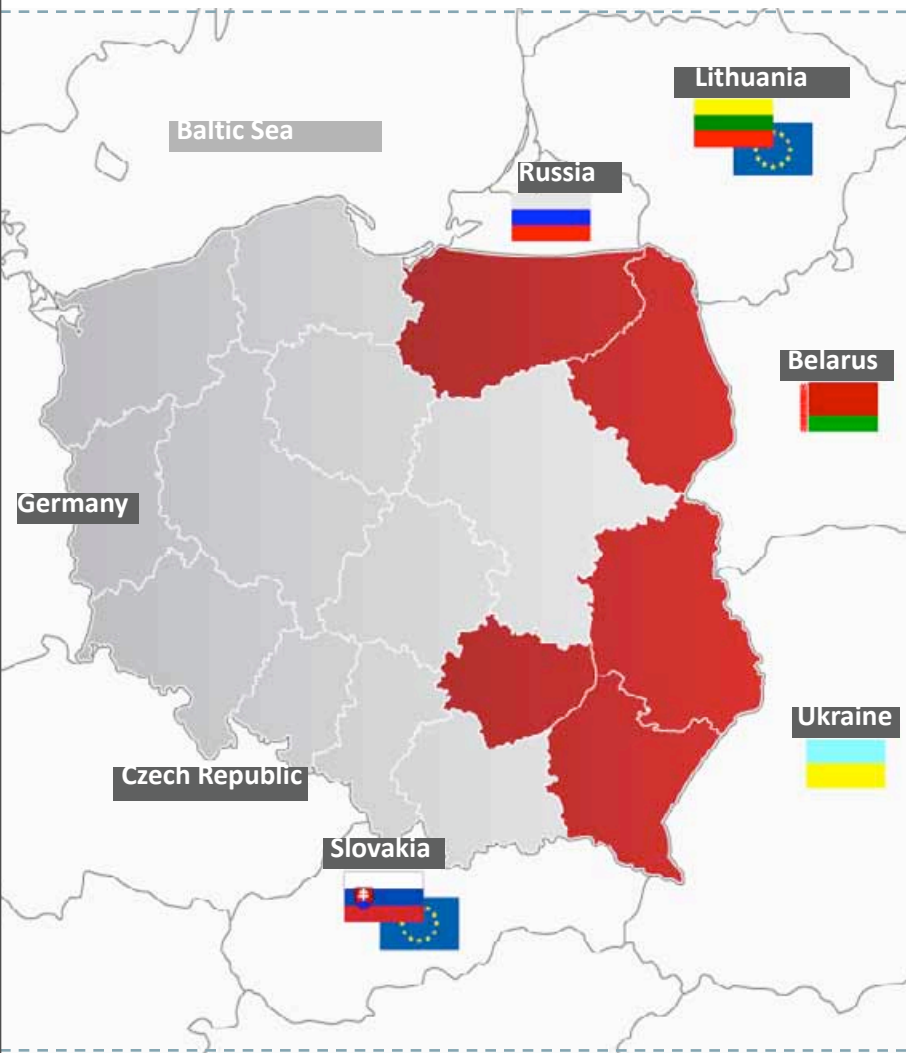 Lithuania
Baltic Sea
Russia
Belarus
Germany
Ukraine
Czech Republic
Slovakia